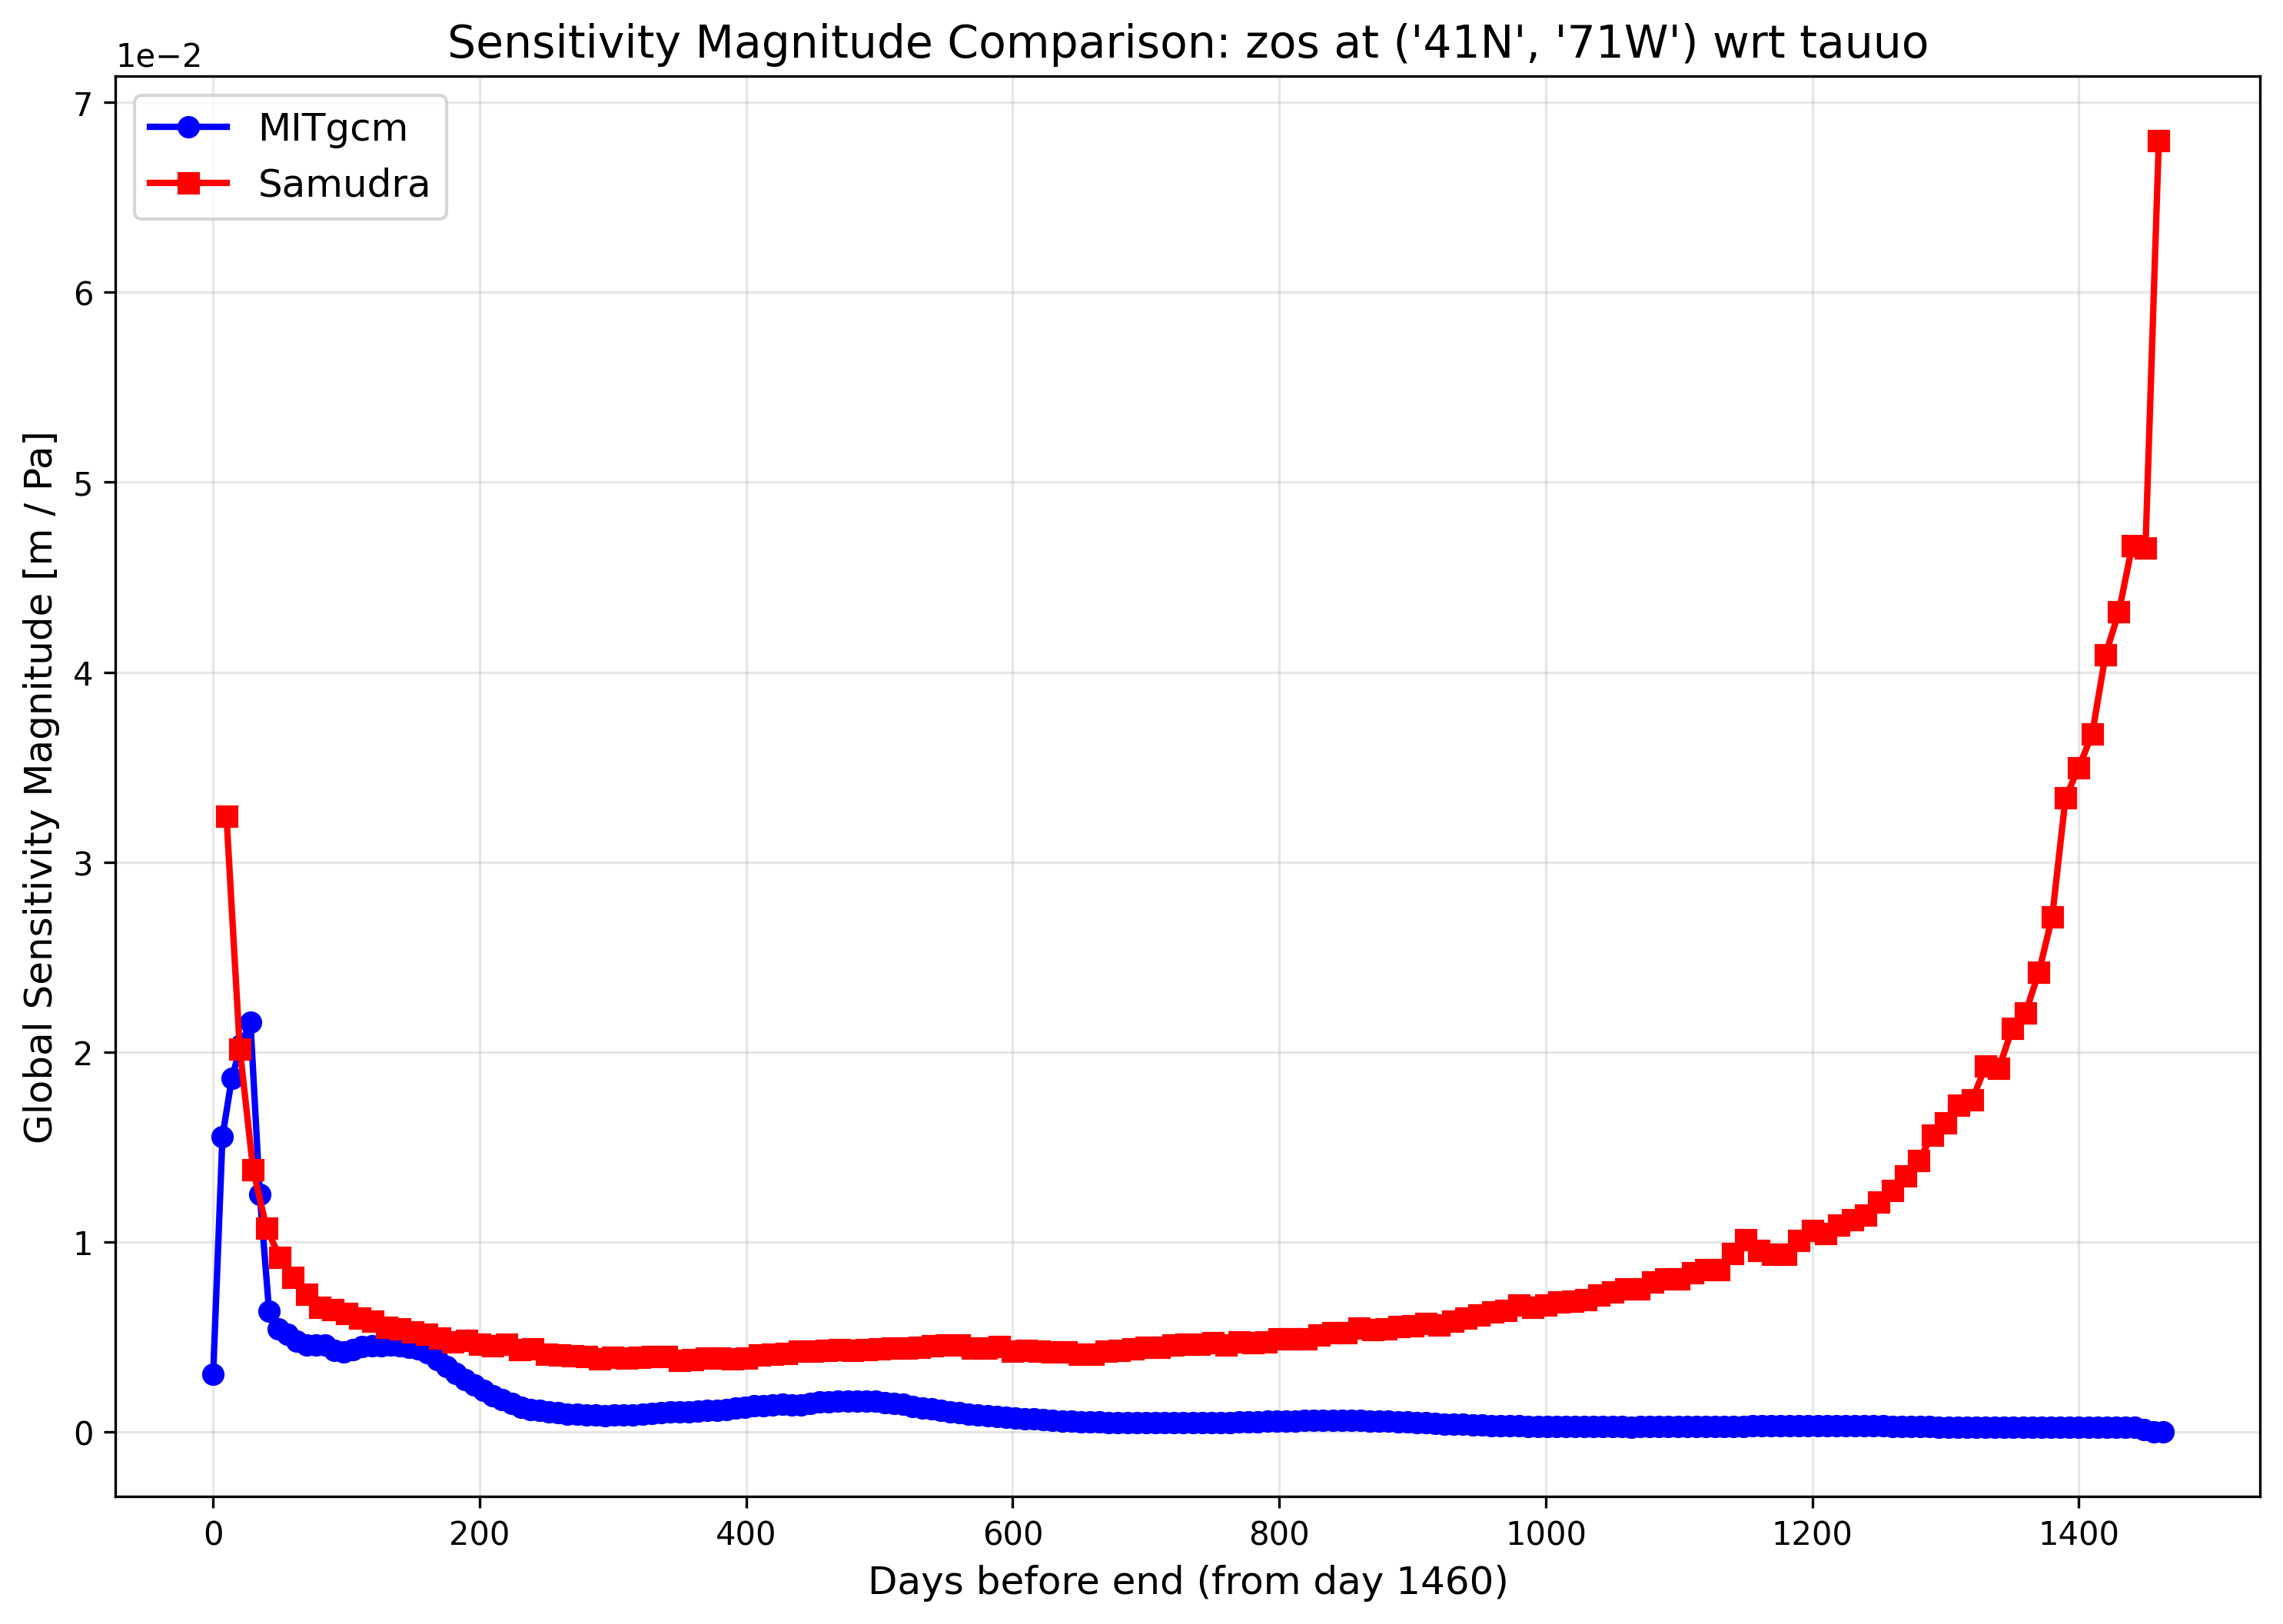 Sensitivity Magnitude Comparison: zos at ('41N', '71W') wrt tauuo
1e−2
MITgcm
Samudra
7
6
5
4
3
2
1
0
Global Sensitivity Magnitude [m / Pa]
0 200 400 600 800 1000 1200 1400
Days before end (from day 1460)